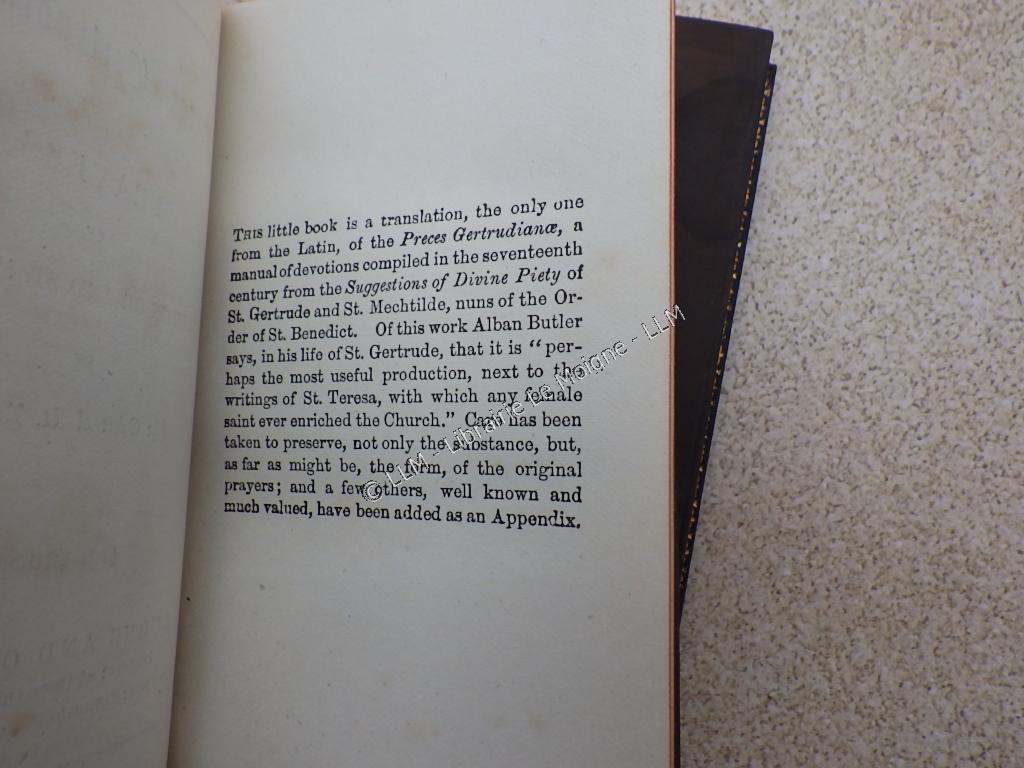 THIS little book is a translation, the only one
from the Latin, of the Preces Gertrudianæ, a
manual of devotions compiled in the seventeenth
century from the Suggestions of Divine Piety of
St. Gertrude and St. Mechtilde, nuns of the Or-
der of St. Benedict. Of this work Alban Butler
says, in his life of St. Gertrude, that it is "per-
haps the most useful production, next to the
writings of St. Teresa, with which any female
saint ever enriched the Church." Care has been
taken to preserve, not only the substance, but,
as far as might be, the form, of the original
prayers; and a few others, well known and
much valued, have been added as an Appendix.
© LLM - Librairie Le Moigne - LLM